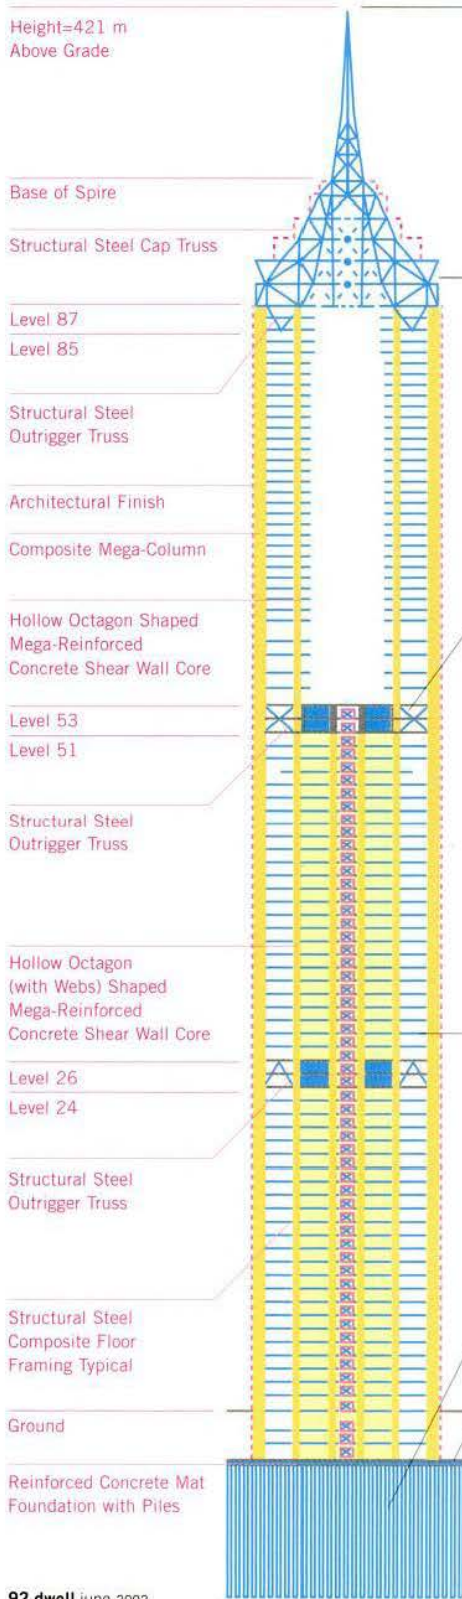 Height=421 m
Above Grade
Base of Spire
Structural Steel Cap Truss
Level 87
Level 85
Structural Steel
Outrigger Truss
Architectural Finish
Composite Mega-Column
Hollow Octagon Shaped
Mega-Reinforced
Concrete Shear Wall Core
Level 53
Level 51
Structural Steel
Outrigger Truss
Hollow Octagon
(with Webs) Shaped
Mega-Reinforced
Concrete Shear Wall Core
Level 26
Level 24
Structural Steel
Outrigger Truss
Structural Steel
Composite Floor
Framing Typical
Ground
Reinforced Concrete Mat
Foundation with Piles
92 dwell june 2002